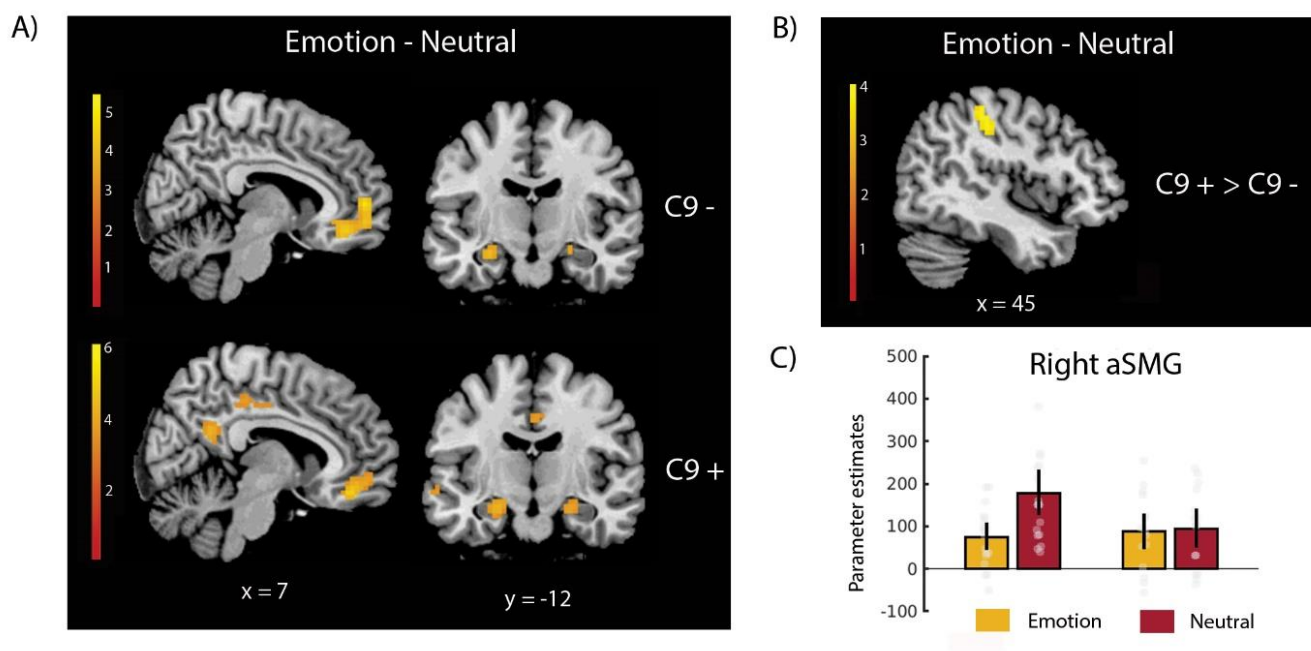 A)
Emotion - Neutral
5
4
3
2
1
C9 -
6
4
2
C9 +
x = 7
y = -12
B)
Emotion - Neutral
4
3
2
1
C9 + > C9 -
x = 45
C)
Right aSMG
Parameter estimates
500
400
300
200
100
0
-100
Emotion
Neutral